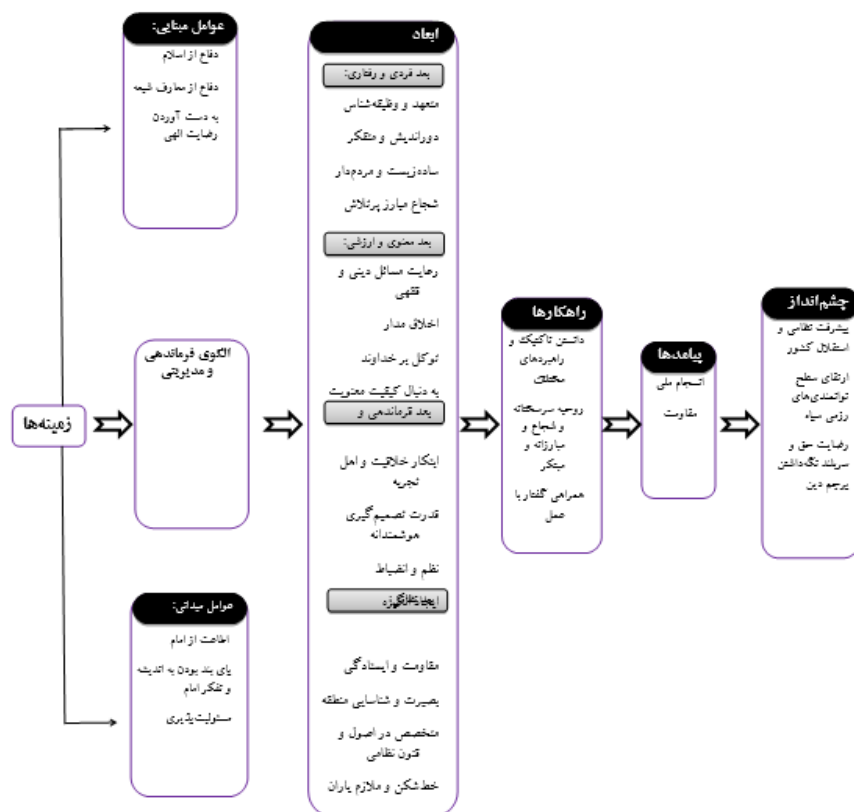 زمینه‌ها
عوامل مبنایی:
دفاع از اسلام
دفاع از معارف شیعه
به دست آوردن
رضایت الهی
الگوی فرماندهی
و مدیریتی
عوامل میدانی:
اطاعت از امام
پای بند بودن به اندیشه
و تفکر امام
مسئولیت‌پذیری
ابعاد
بعد فردی و رفتاری:
متعهد و وظیفه‌شناس
دوراندیش و متفکر
ساده‌زیست و مردم‌دار
شجاع مبارز پرتلاش
بعد معنوی و ارزشی:
رعایت مسائل دینی و
فقهی
اخلاق مدار
توکل بر خداوند
به دنبال کیفیت معنویت
بعد فرماندهی و
ابتکار خلاقیت و اهل
تجربه
قدرت تصمیم‌گیری
هوشمندانه
نظم و انضباط
مقاومت و ایستادگی
بصیرت و شناسایی منطقه
متخصص در اصول و
فنون نظامی
خط‌شکن و ملازم یاران
راهکارها
دانستن تاکتیک و
راهبردهای
مختلف
روحیه سرسختانه
و شجاع و
مبارزانه و
مبتکر
همراهی گفتار با
عمل
پیامدها
انسجام ملی
مقاومت
چشم‌انداز
پیشرفت نظامی و
استقلال کشور
ارتقای سطح
توانمندی‌های
رزمی سپاه
رضایت حق و
سربلند نگه‌داشتن
پرچم دین